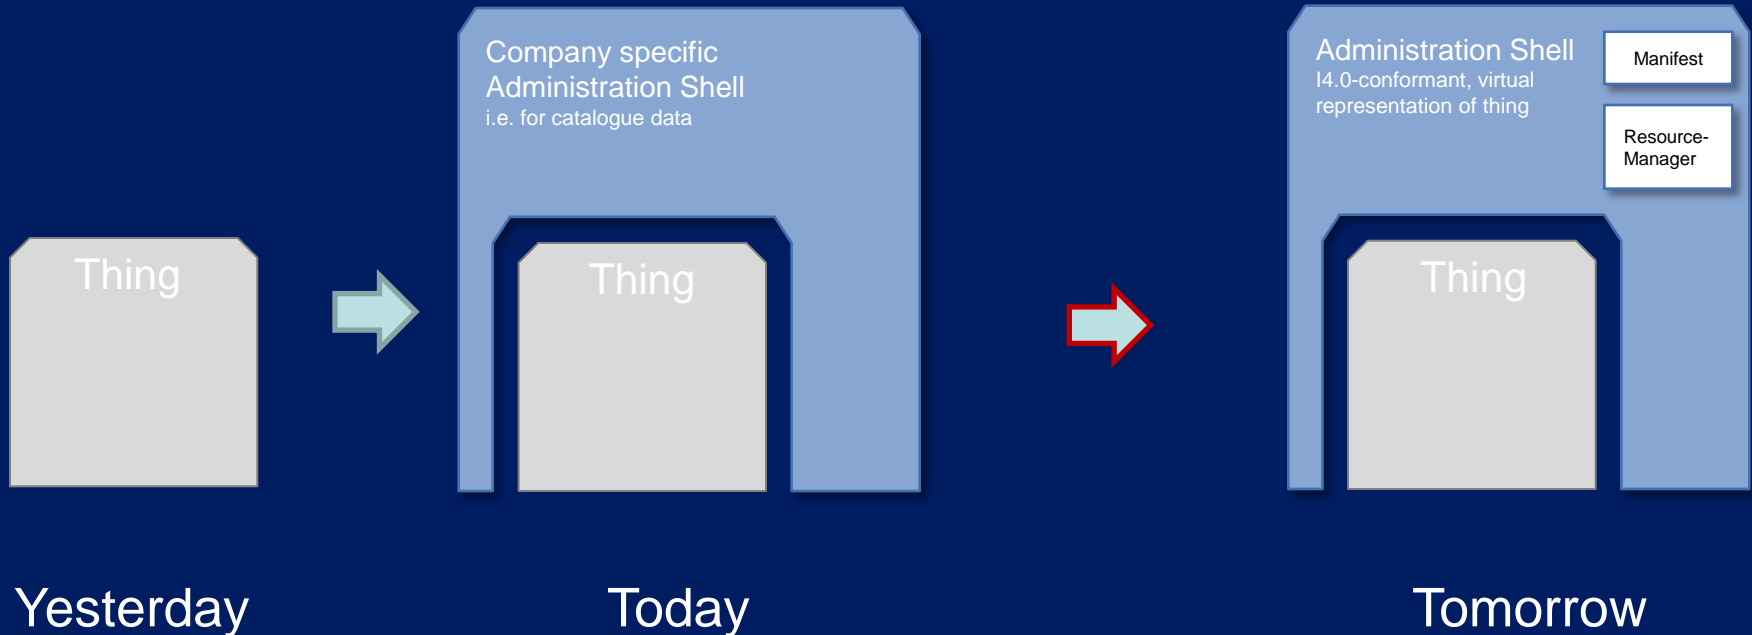 Thing
Company specific
Administration Shell
i.e. for catalogue data
Thing
Administration Shell
I4.0-conformant, virtual
representation of thing
Manifest
Resource-
Manager
Thing
Yesterday
Today
Tomorrow